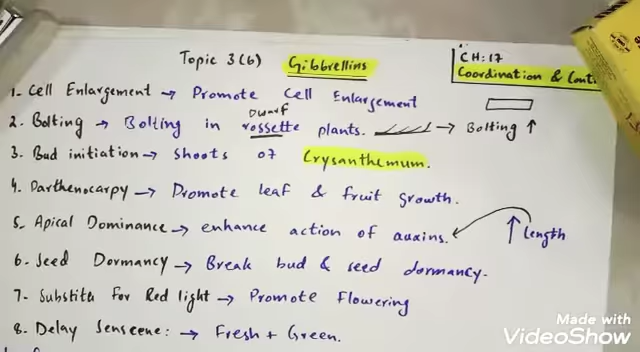 Topic 3(b) Gibbrellins
CH:17
Coordination & Cont
1- Cell Enlargement → Promote Cell Enlargement
Dwarf
2. Bolting → Bolting in rossette plants. → Bolting ↑
3. Bud initiation → shoots of Crysanthemum.
4. Parthenocarpy → Promote leaf & fruit growth.
5. Apical Dominance → enhance action of auxins. ↑ length
6. Seed Dormancy → Break bud & seed dormancy.
7. Substitu for Red light → Promote Flowering
8. Delay Senscene: → Fresh + Green.
Made with
VideoShow